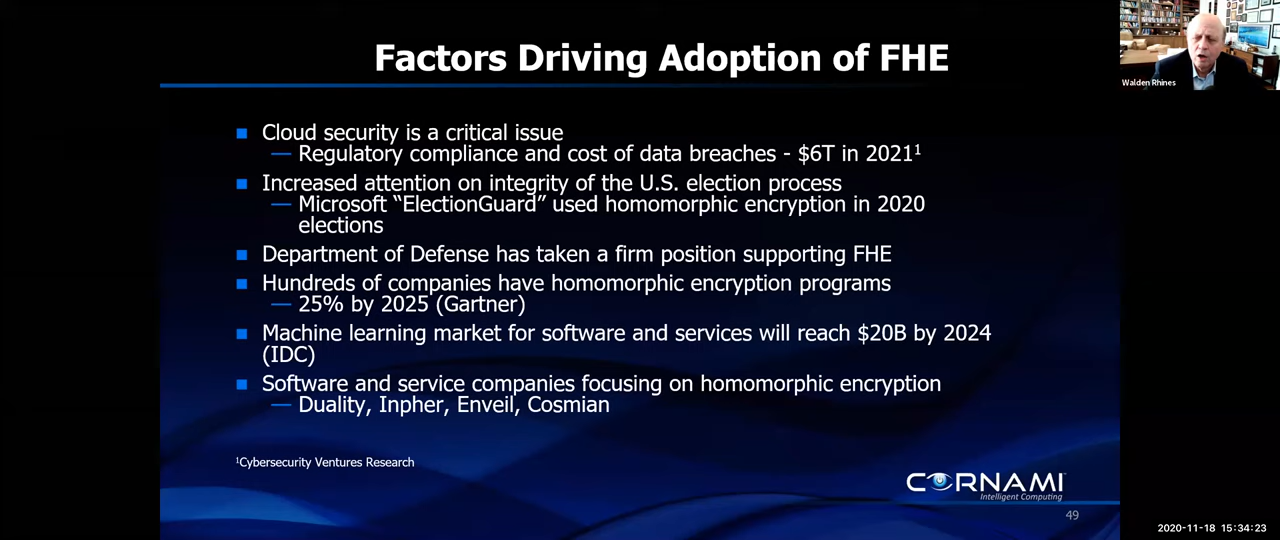 Factors Driving Adoption of FHE
Walden Rhines
Cloud security is a critical issue
— Regulatory compliance and cost of data breaches - $6T in 2021¹
Increased attention on integrity of the U.S. election process
— Microsoft “ElectionGuard” used homomorphic encryption in 2020
elections
Department of Defense has taken a firm position supporting FHE
Hundreds of companies have homomorphic encryption programs
— 25% by 2025 (Gartner)
Machine learning market for software and services will reach $20B by 2024
(IDC)
Software and service companies focusing on homomorphic encryption
— Duality, Inpher, Enveil, Cosmian
¹Cybersecurity Ventures Research
CORNAMI
Intelligent Computing
49
2020-11-18 15:34:23